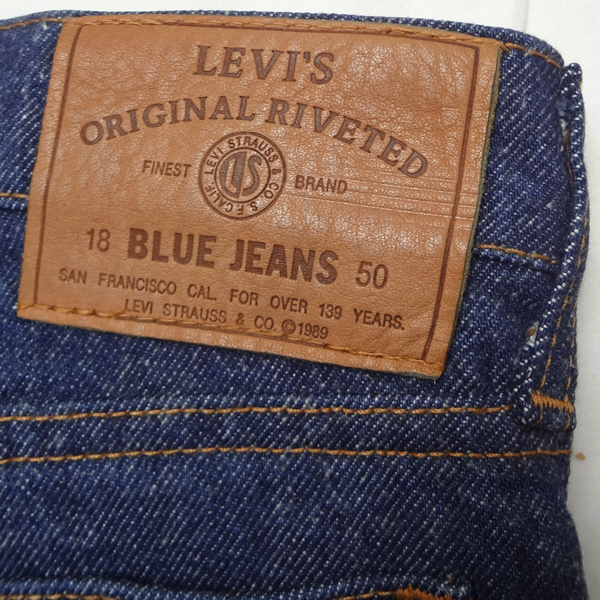 LEVI'S
ORIGINAL RIVETED
FINEST
LEVI STRAUSS & CO. S.F. CALIF.
LS
BRAND
18 BLUE JEANS 50
SAN FRANCISCO CAL. FOR OVER 139 YEARS.
LEVI STRAUSS & CO. ©1989